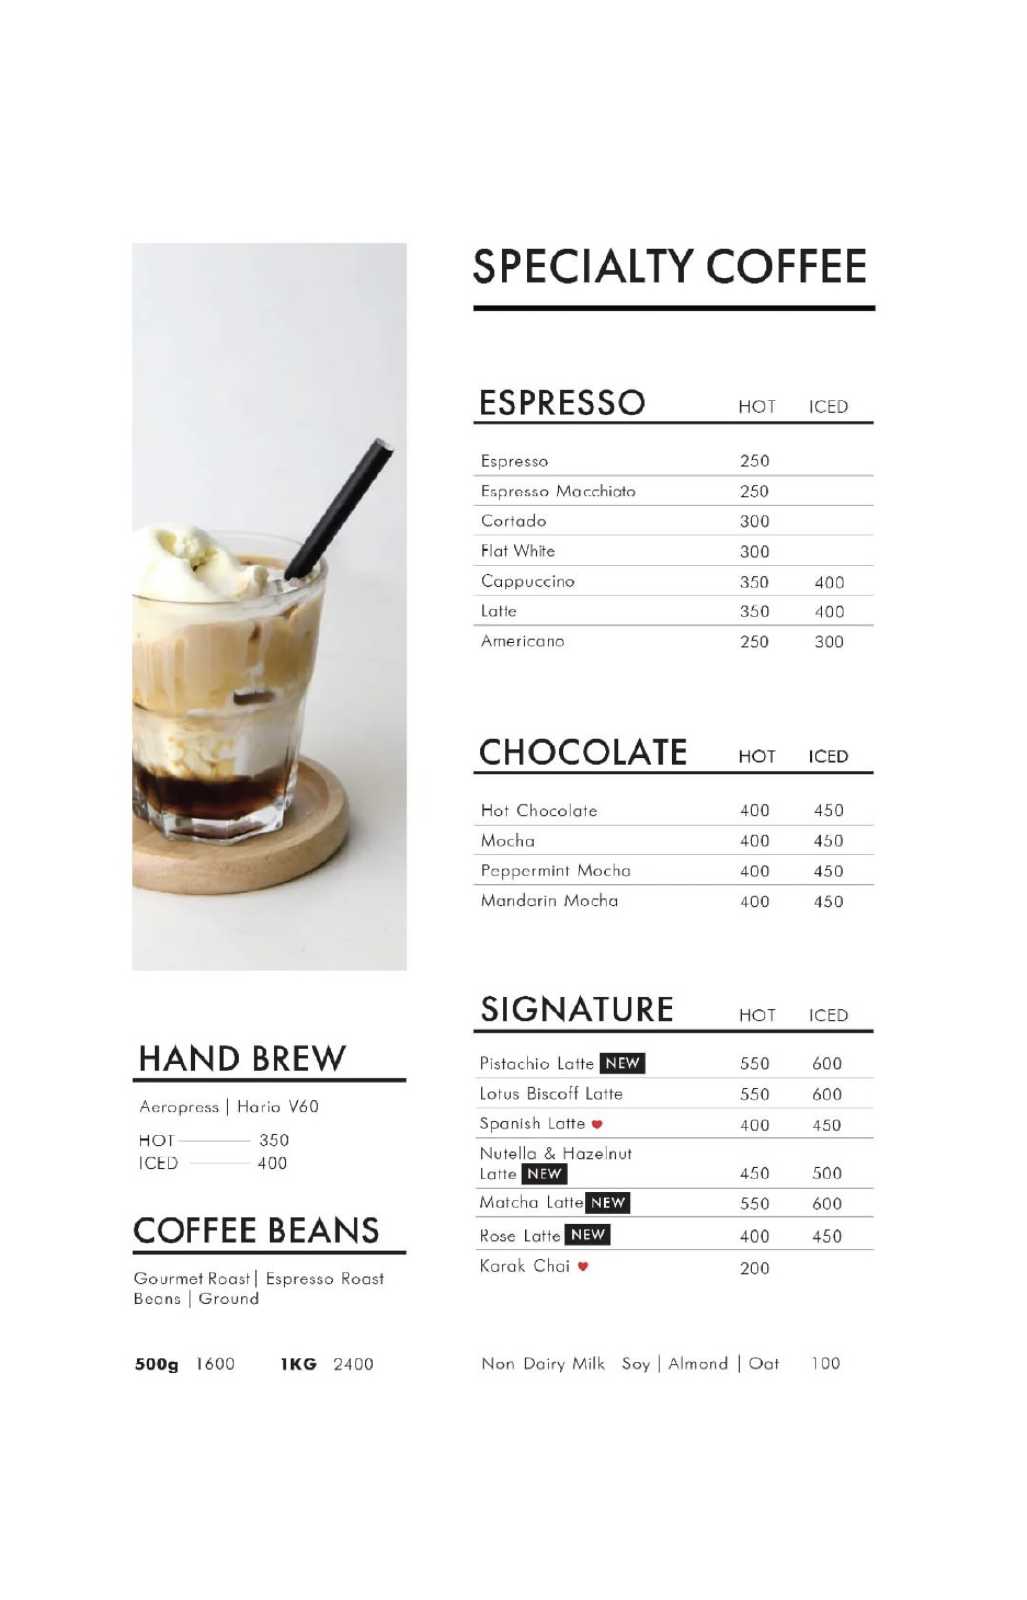 SPECIALTY COFFEE
ESPRESSO HOT ICED
Espresso 250
Espresso Macchiato 250
Cortado 300
Flat White 300
Cappuccino 350 400
Latte 350 400
Americano 250 300
CHOCOLATE HOT ICED
Hot Chocolate 400 450
Mocha 400 450
Peppermint Mocha 400 450
Mandarin Mocha 400 450
SIGNATURE HOT ICED
Pistachio Latte NEW 550 600
Lotus Biscoff Latte 550 600
Spanish Latte ♥ 400 450
Nutella & Hazelnut
Latte NEW 450 500
Matcha Latte NEW 550 600
Rose Latte NEW 400 450
Karak Chai ♥ 200
Non Dairy Milk Soy | Almond | Oat 100
HAND BREW
Aeropress | Hario V60
HOT 350
ICED 400
COFFEE BEANS
Gourmet Roast | Espresso Roast
Beans | Ground
500g 1600 1KG 2400